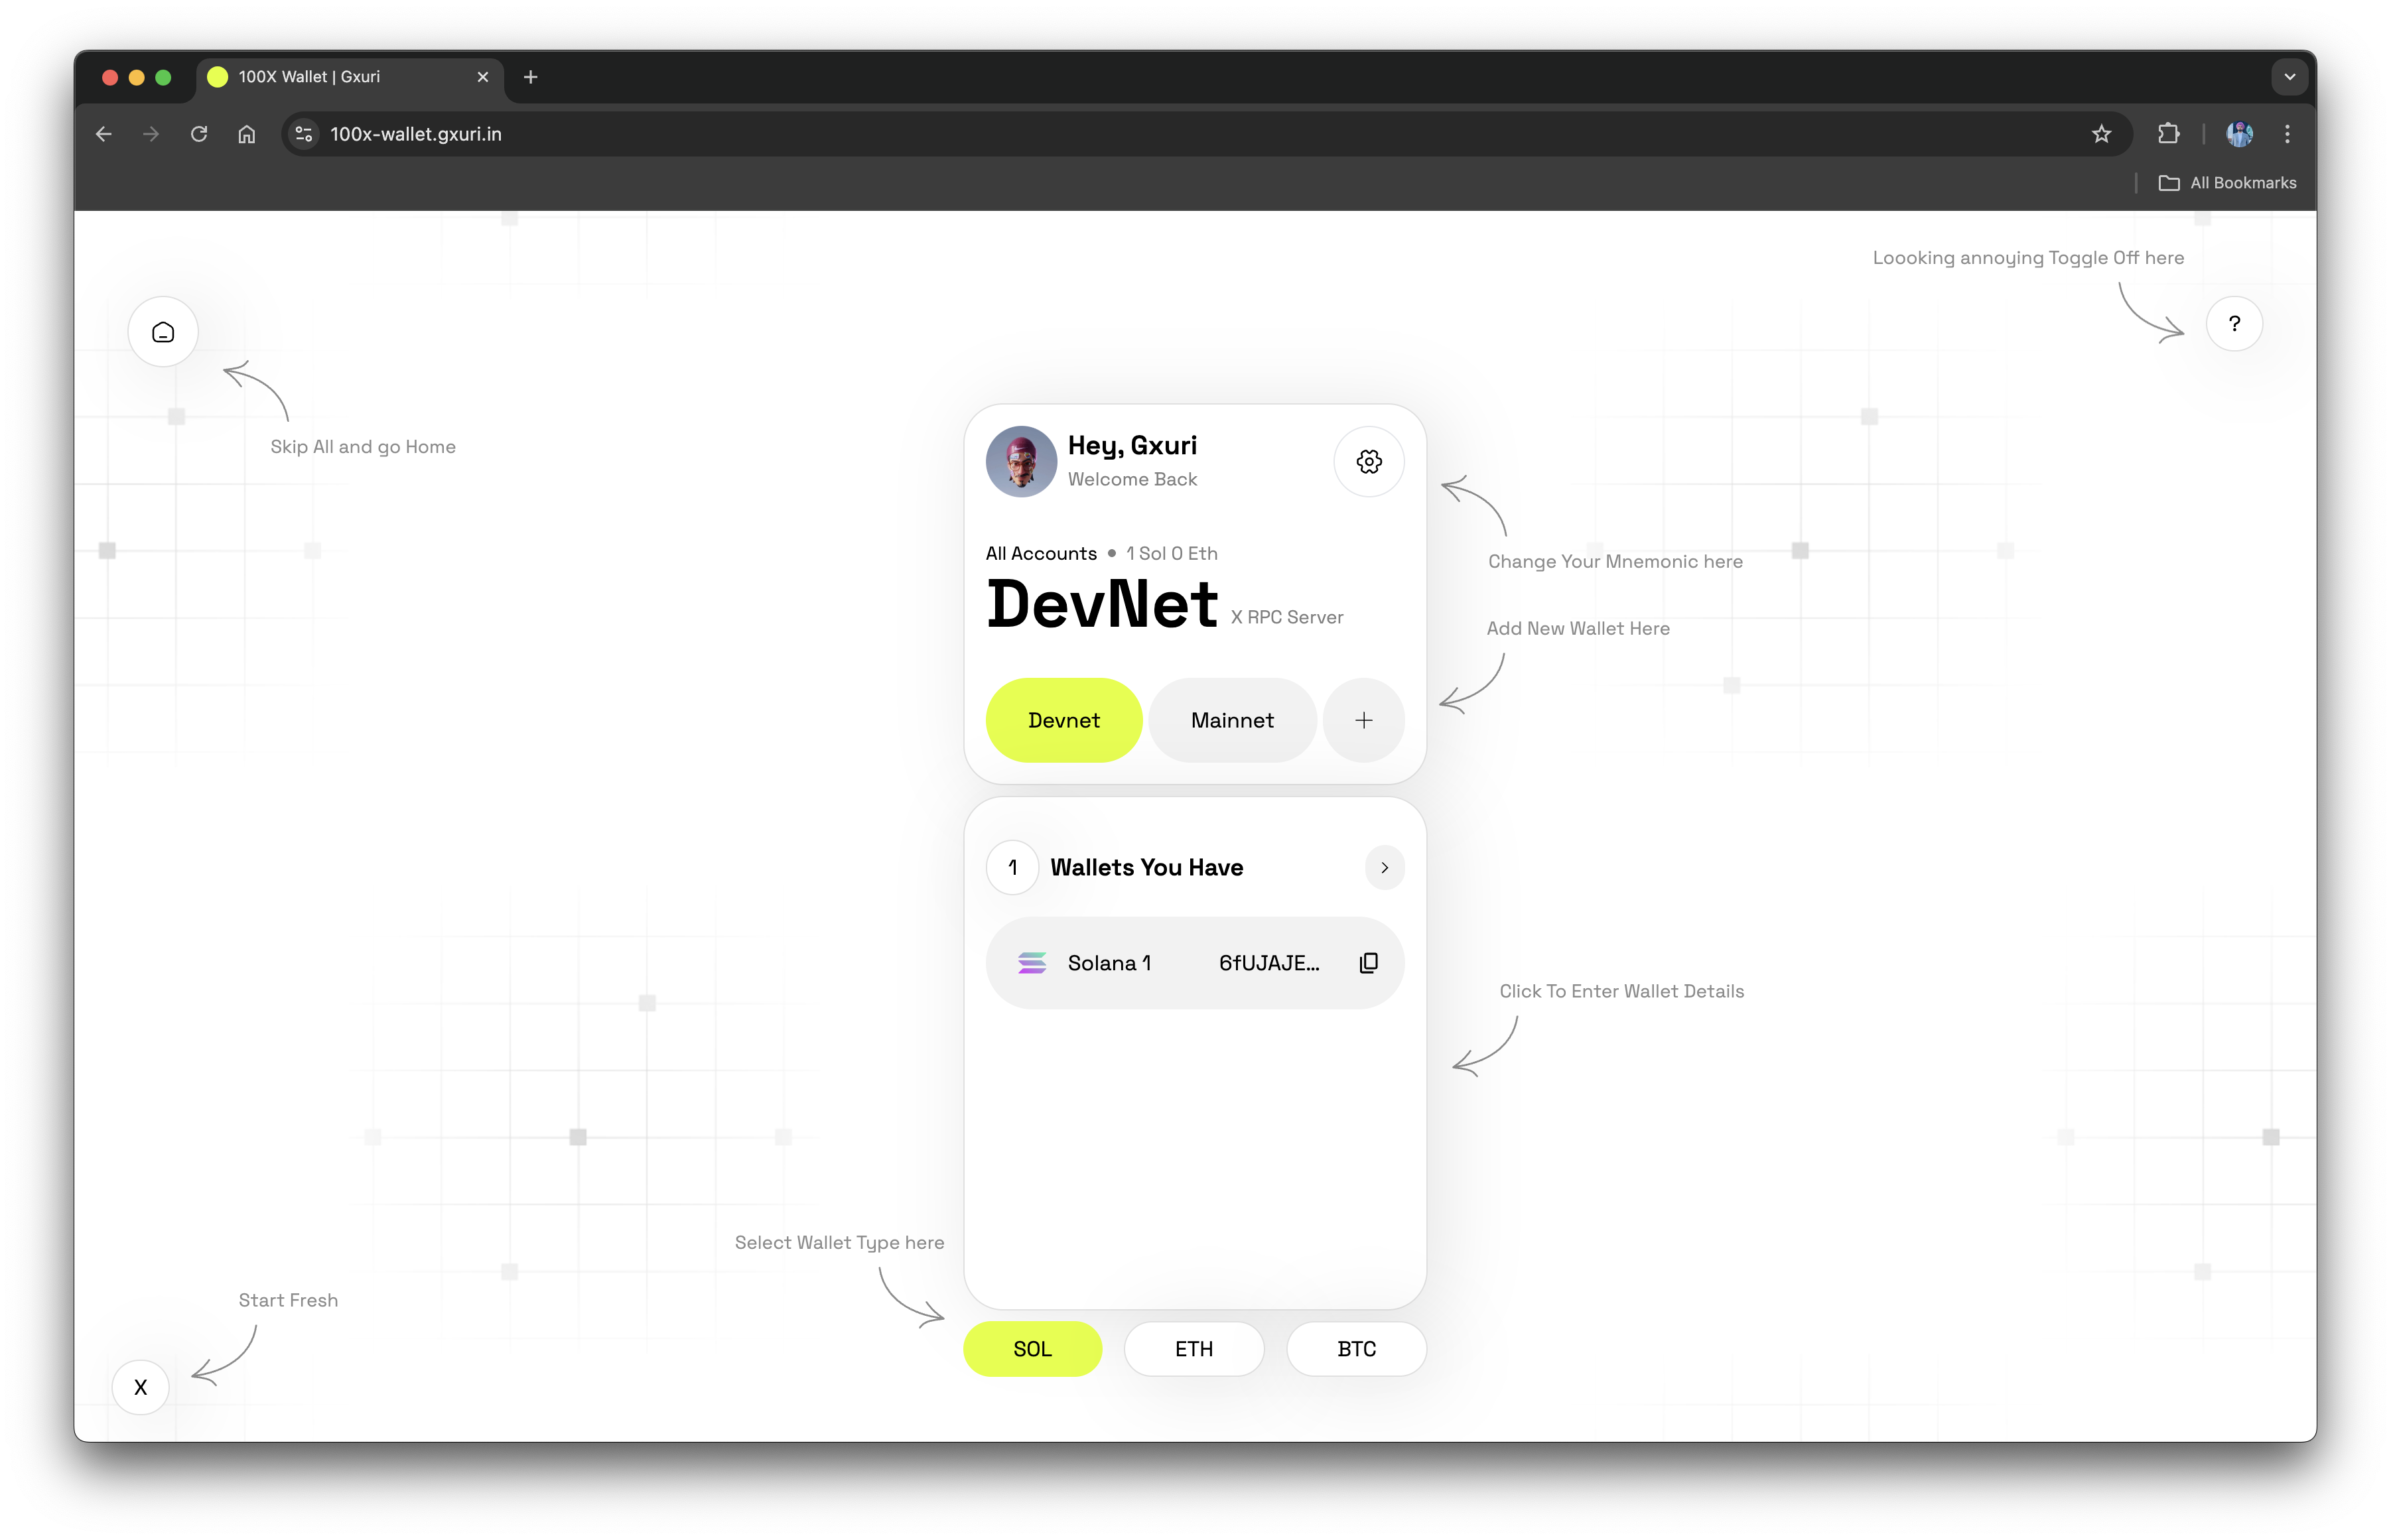 100X Wallet | Gxuri
100x-wallet.gxuri.in
All Bookmarks
Loooking annoying Toggle Off here
?
Skip All and go Home
Hey, Gxuri
Welcome Back
Change Your Mnemonic here
All Accounts • 1 Sol 0 Eth
DevNet X RPC Server
Add New Wallet Here
Devnet Mainnet +
1 Wallets You Have
Solana 1 6fUJAJE...
Click To Enter Wallet Details
Select Wallet Type here
SOL ETH BTC
Start Fresh
X